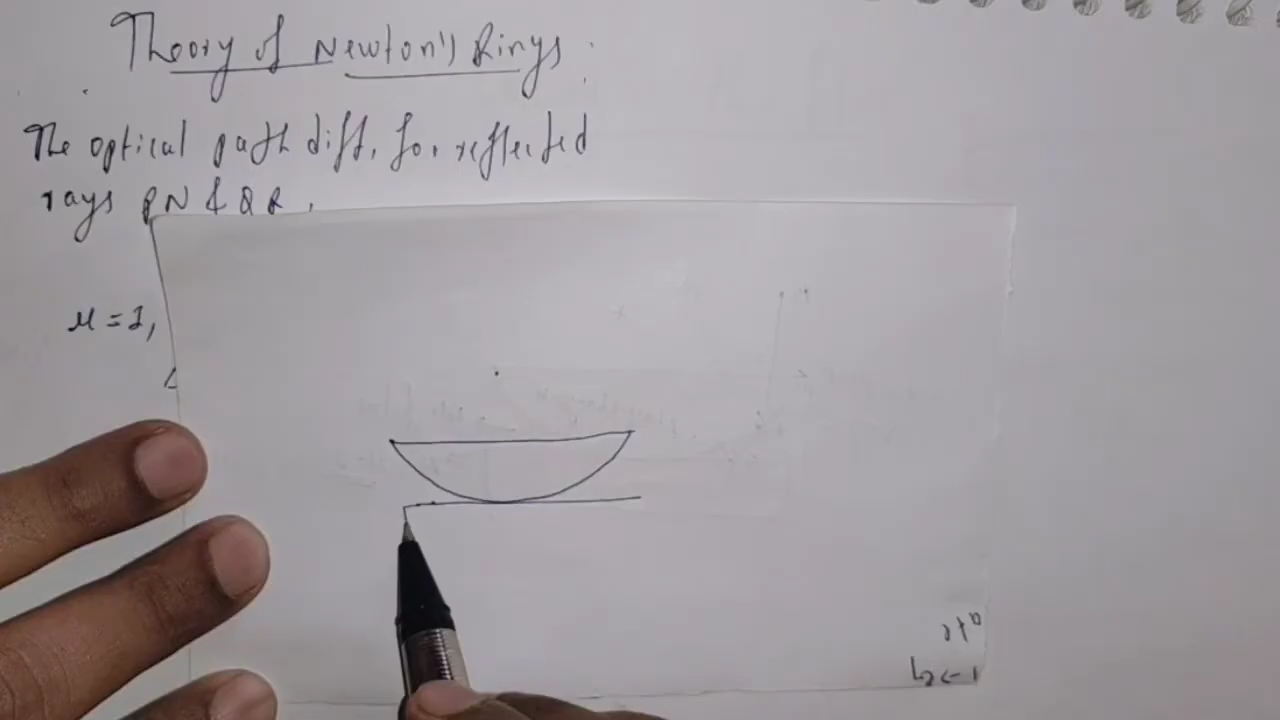 Theory of Newton's Rings.
The optical path diff, for reflected
rays PN & QR,
μ = 1,